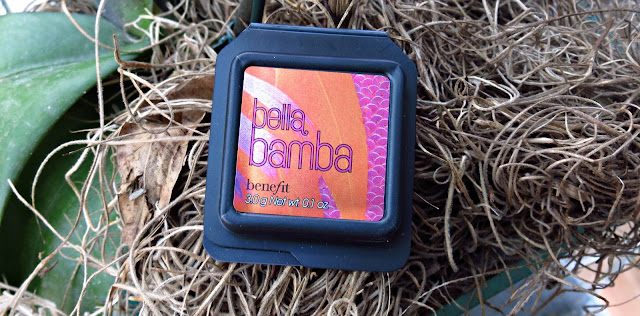 bella
bamba
benefit
3.0 g Net wt. 0.1 oz.